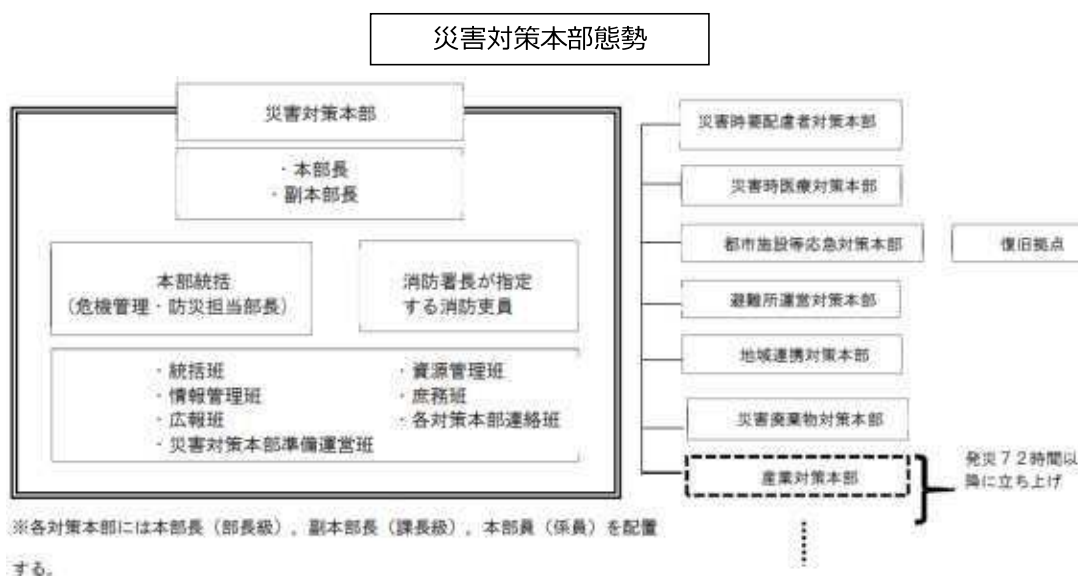 災害対策本部態勢
災害対策本部
・本部長
・副本部長
本部統括
（危機管理・防災担当部長）
消防署長が指定
する消防吏員
・統括班
・情報管理班
・広報班
・災害対策本部準備運営班
・資源管理班
・庶務班
・各対策本部連絡班
災害時要配慮者対策本部
災害時医療対策本部
都市施設等応急対策本部
復旧拠点
避難所運営対策本部
地域連携対策本部
災害廃棄物対策本部
産業対策本部
発災７２時間以
降に立ち上げ
※各対策本部には本部長（部長級）、副本部長（課長級）、本部員（係員）を配置
する。